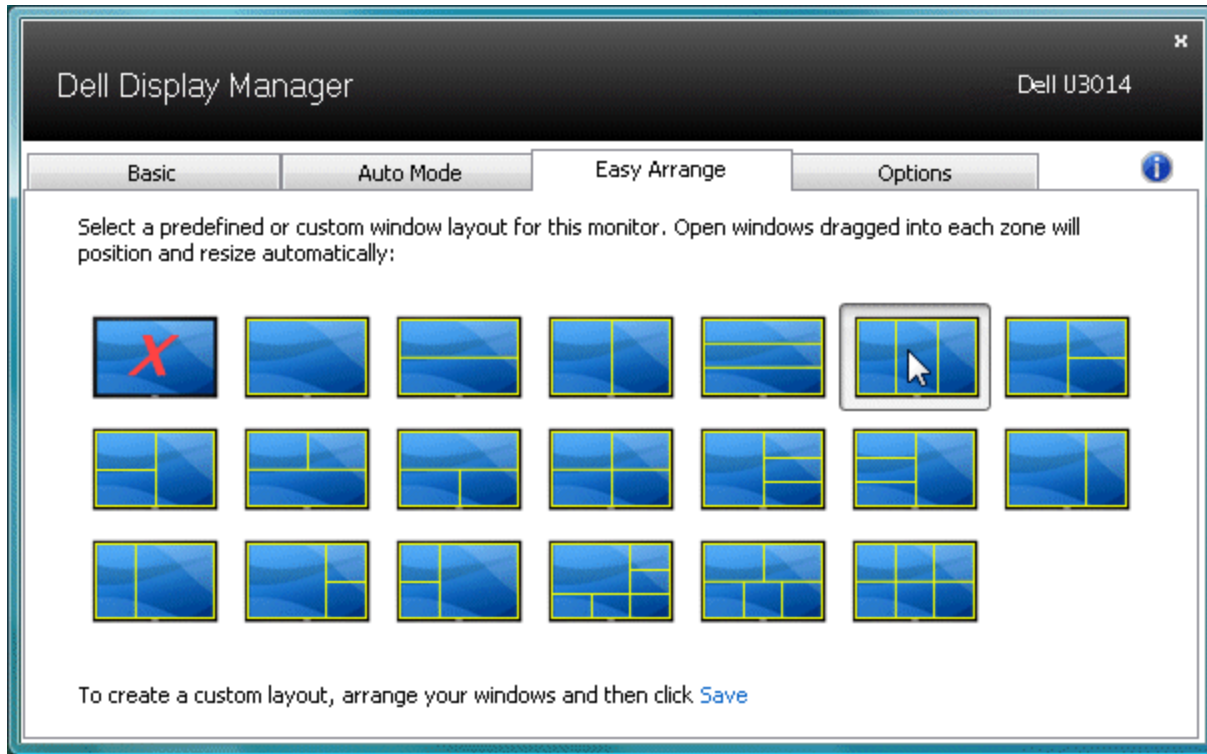 Dell Display Manager
Dell U3014
Basic
Auto Mode
Easy Arrange
Options
Select a predefined or custom window layout for this monitor. Open windows dragged into each zone will
position and resize automatically:
To create a custom layout, arrange your windows and then click Save